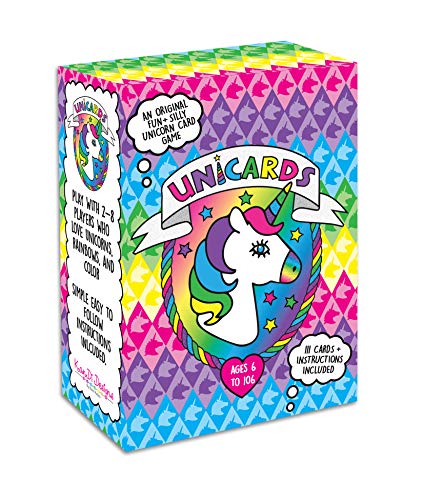 AN ORIGINAL
FUN + SILLY
UNICORN CARD
GAME
UNICARDS
AGES 6
TO 106
111 CARDS +
INSTRUCTIONS
INCLUDED
UNICARDS
PLAY WITH 2-8
PLAYERS WHO
LOVE UNICORNS,
RAINBOWS, AND
COLOR
SIMPLE EASY TO
FOLLOW
INSTRUCTIONS
INCLUDED